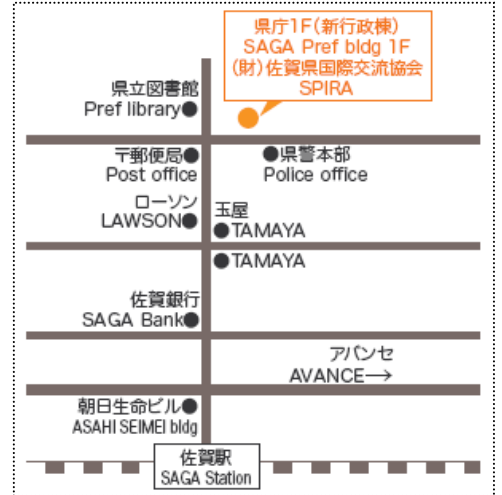 県庁1F(新行政棟)
SAGA Pref bldg 1F
(財)佐賀県国際交流協会
SPIRA
県立図書館
Pref library●
〒郵便局●
Post office
●県警本部
Police office
ローソン
LAWSON●
玉屋
●TAMAYA
●TAMAYA
佐賀銀行
SAGA Bank●
アバンセ
AVANCE→
朝日生命ビル●
ASAHI SEIMEI bldg
佐賀駅
SAGA Station